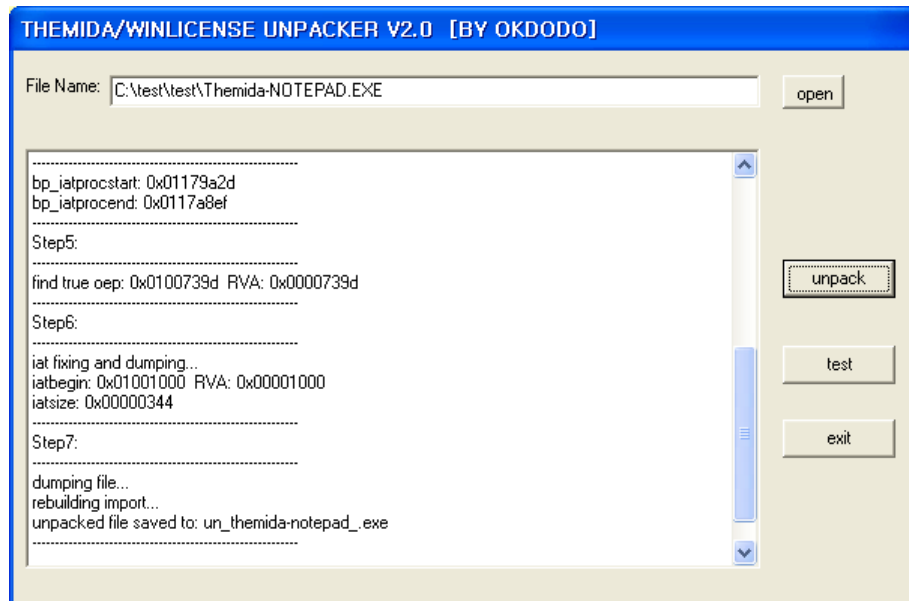 THEMIDA/WINLICENSE UNPACKER V2.0 [BY OKDODO]
File Name: C:\test\test\Themida-NOTEPAD.EXE
open
----------------------------------------------------------
bp_iatprocstart: 0x01179a2d
bp_iatprocend: 0x0117a8ef
----------------------------------------------------------
Step5:
----------------------------------------------------------
find true oep: 0x0100739d RVA: 0x0000739d
----------------------------------------------------------
Step6:
----------------------------------------------------------
iat fixing and dumping...
iatbegin: 0x01001000 RVA: 0x00001000
iatsize: 0x00000344
----------------------------------------------------------
Step7:
----------------------------------------------------------
dumping file...
rebuilding import...
unpacked file saved to: un_themida-notepad_.exe
----------------------------------------------------------
unpack
test
exit